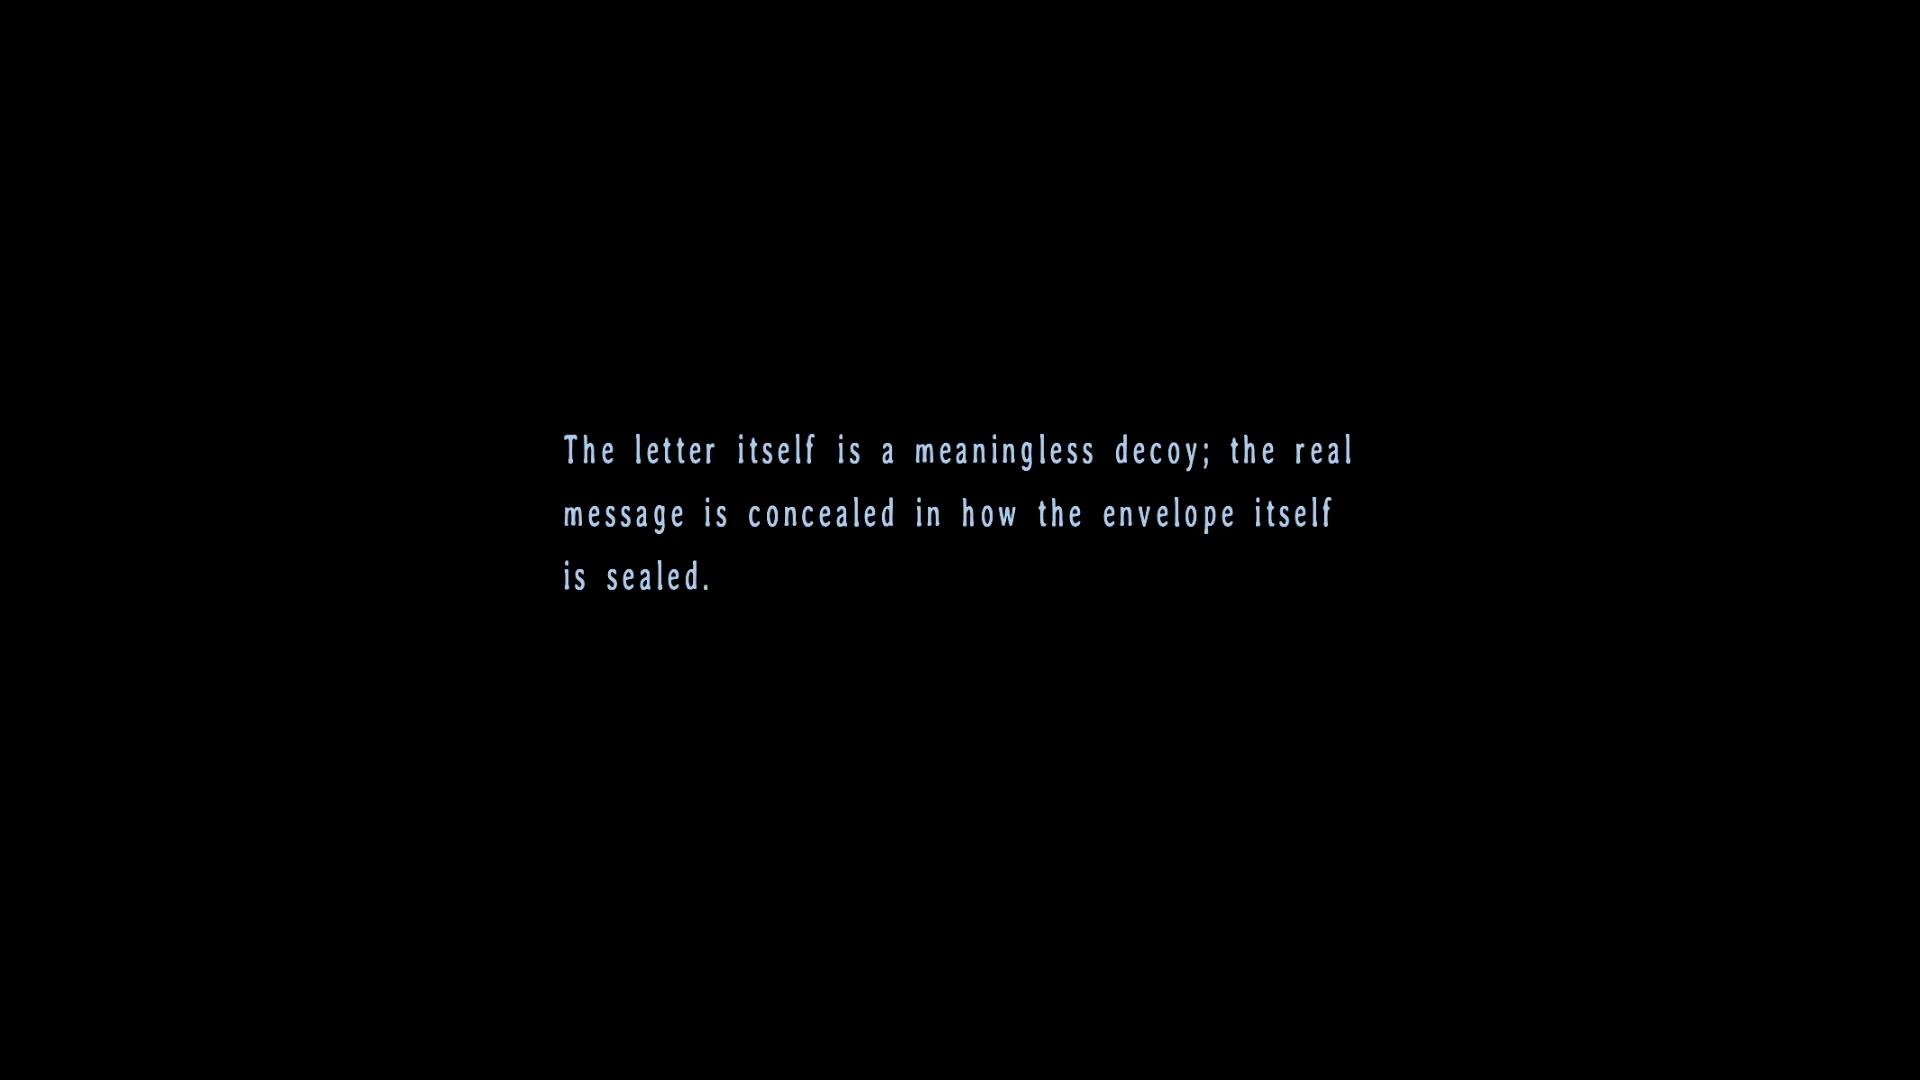 The letter itself is a meaningless decoy; the real
message is concealed in how the envelope itself
is sealed.